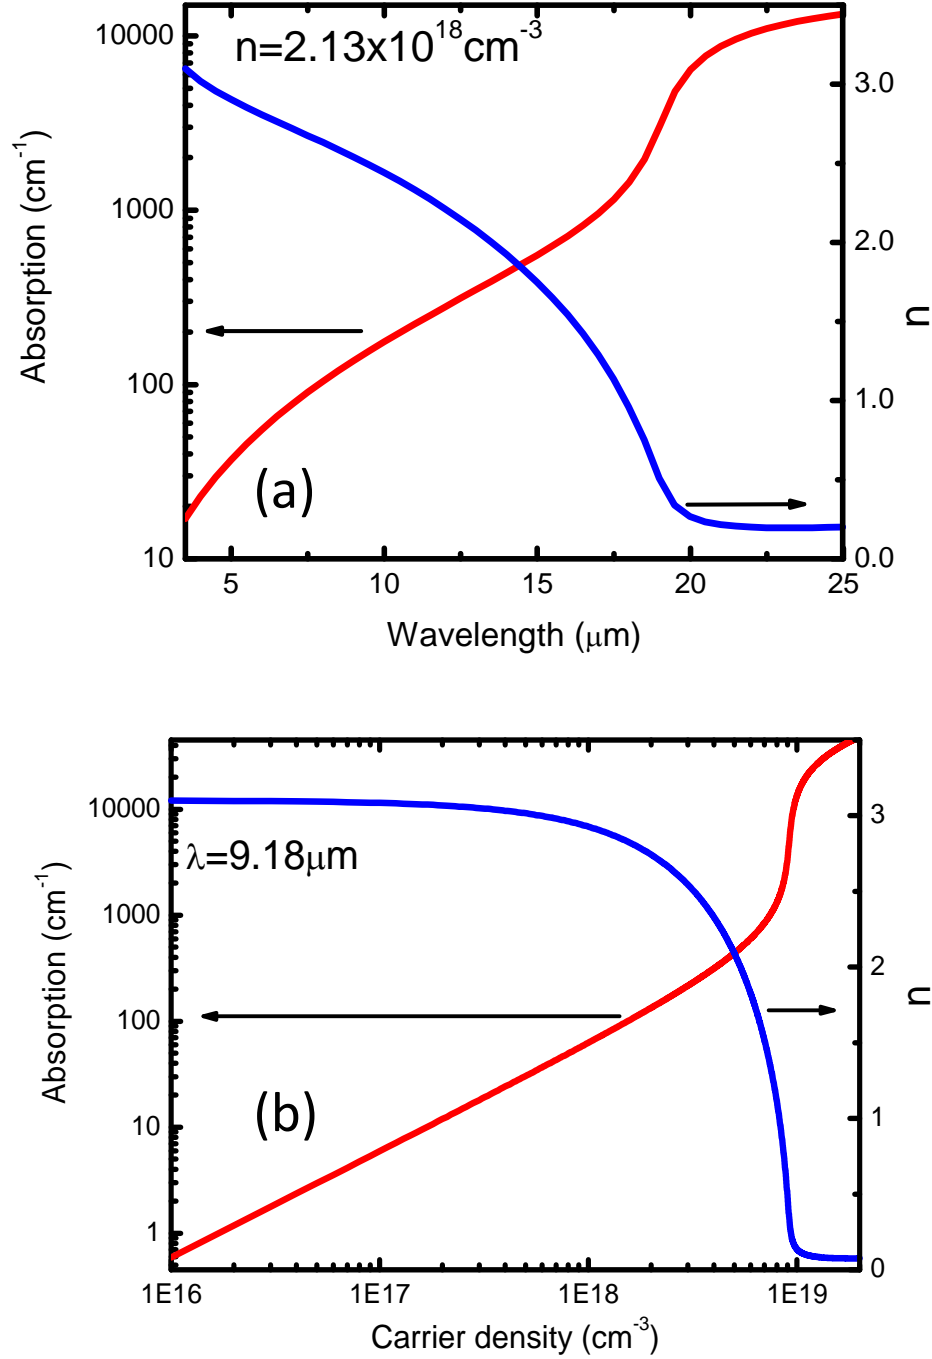 n=2.13x10^18cm^-3
10000
1000
100
10
Absorption (cm^-1)
3.0
2.0
1.0
0.0
n
(a)
5 10 15 20 25
Wavelength (μm)
λ=9.18μm
10000
1000
100
10
1
Absorption (cm^-1)
3
2
1
0
n
(b)
1E16 1E17 1E18 1E19
Carrier density (cm^-3)